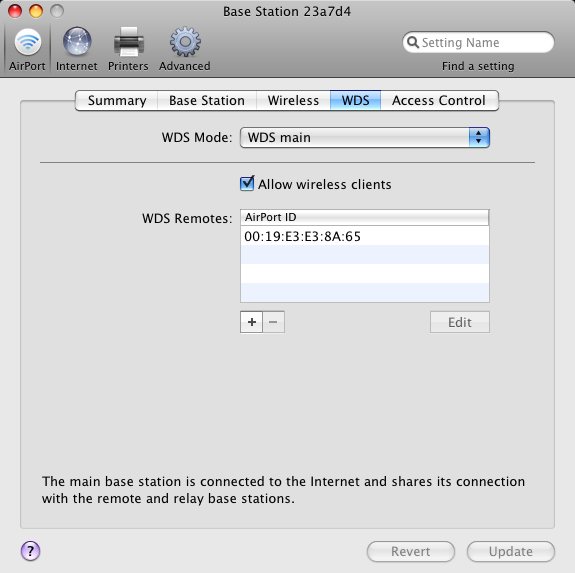 Base Station 23a7d4
AirPort Internet Printers Advanced
Setting Name
Find a setting
Summary Base Station Wireless WDS Access Control
WDS Mode: WDS main
Allow wireless clients
WDS Remotes: AirPort ID
00:19:E3:E3:8A:65
+ − Edit
The main base station is connected to the Internet and shares its connection
with the remote and relay base stations.
? Revert Update